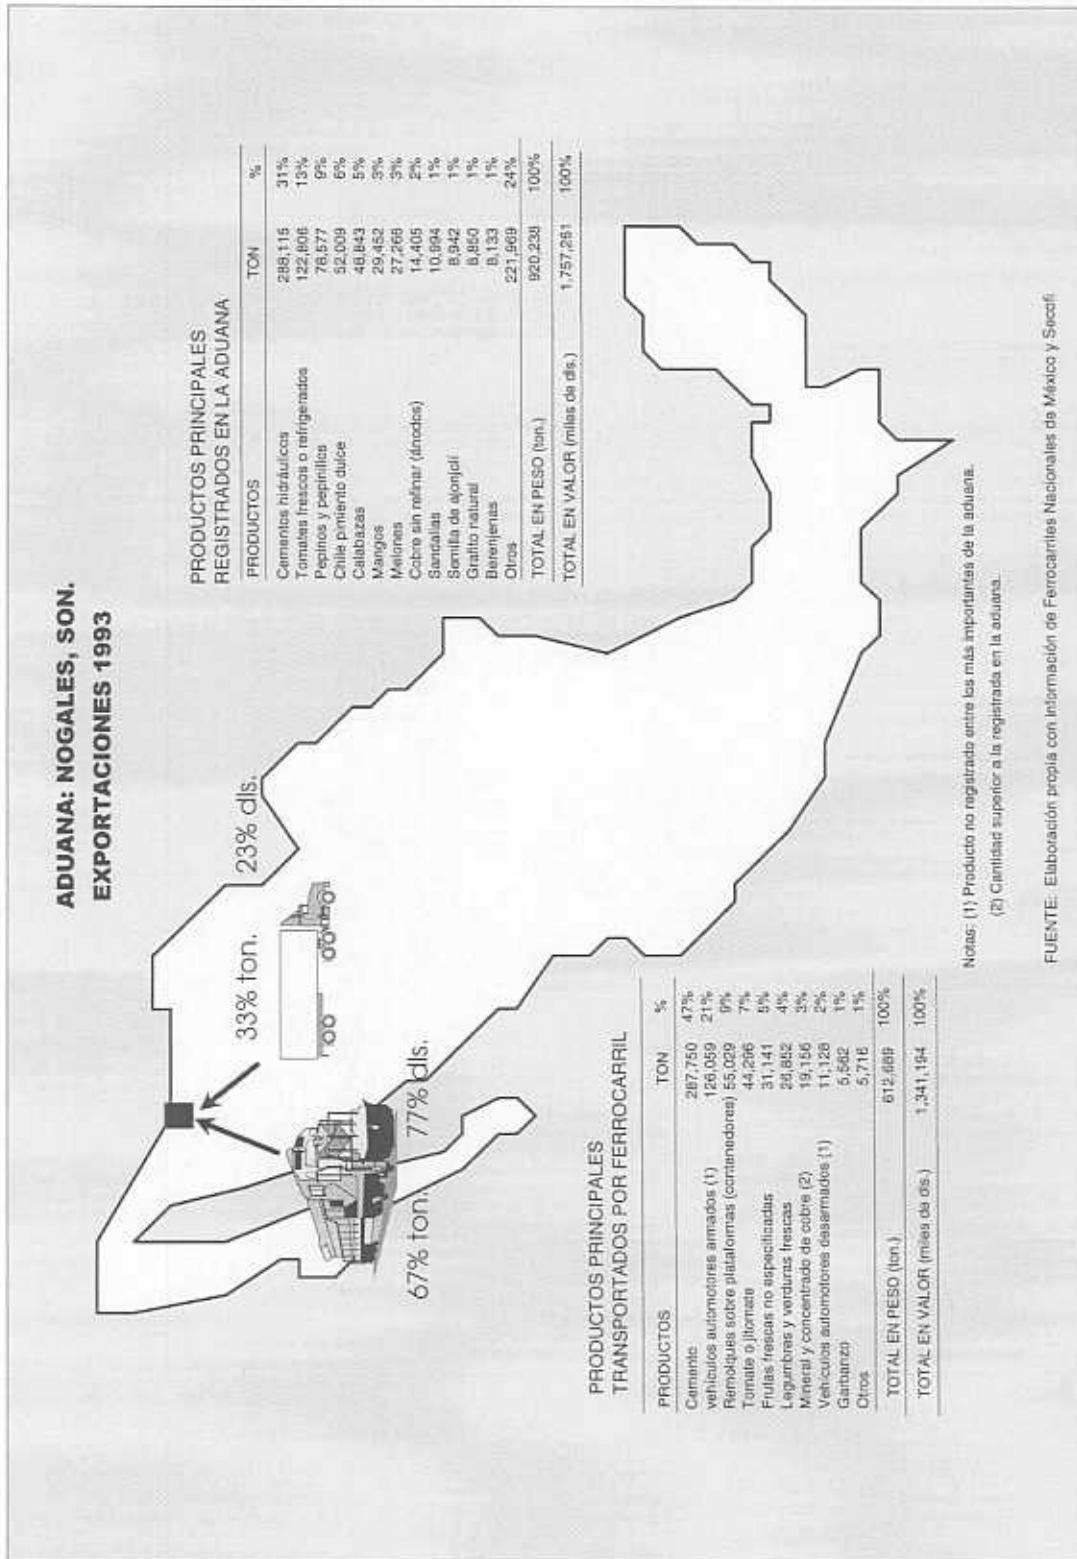 ADUANA: NOGALES, SON.
EXPORTACIONES 1993
PRODUCTOS PRINCIPALES
REGISTRADOS EN LA ADUANA
PRODUCTOS TON %
Cementos hidráulicos 288,115 31%
Tomates frescos o refrigerados 122,806 13%
Pepinos y pepinillos 78,577 9%
Chile pimiento dulce 52,009 6%
Calabazas 48,843 5%
Mangos 29,452 3%
Melones 27,266 3%
Cobre sin refinar (ánodos) 14,405 2%
Sandalias 10,994 1%
Semilla de ajonjolí 8,942 1%
Grafito natural 8,850 1%
Berenjenas 8,133 1%
Otros 221,969 24%
TOTAL EN PESO (ton.) 920,238 100%
TOTAL EN VALOR (miles de dls.) 1,757,251 100%
33% ton.
23% dls.
67% ton.
77% dls.
PRODUCTOS PRINCIPALES
TRANSPORTADOS POR FERROCARRIL
PRODUCTOS TON %
Cemento 287,750 47%
vehículos automotores armados (1) 126,059 21%
Remolques sobre plataformas (contenedores) 55,029 9%
Tomate o jitomate 44,296 7%
Frutas frescas no especificadas 31,141 5%
Legumbres y verduras frescas 26,852 4%
Mineral y concentrado de cobre (2) 19,156 3%
Vehículos automotores desarmados (1) 11,128 2%
Garbanzo 5,562 1%
Otros 5,716 1%
TOTAL EN PESO (ton.) 612,689 100%
TOTAL EN VALOR (miles de dls.) 1,341,194 100%
Notas: (1) Producto no registrado entre los más importantes de la aduana.
(2) Cantidad superior a la registrada en la aduana.
FUENTE: Elaboración propia con información de Ferrocarriles Nacionales de México y Secofi